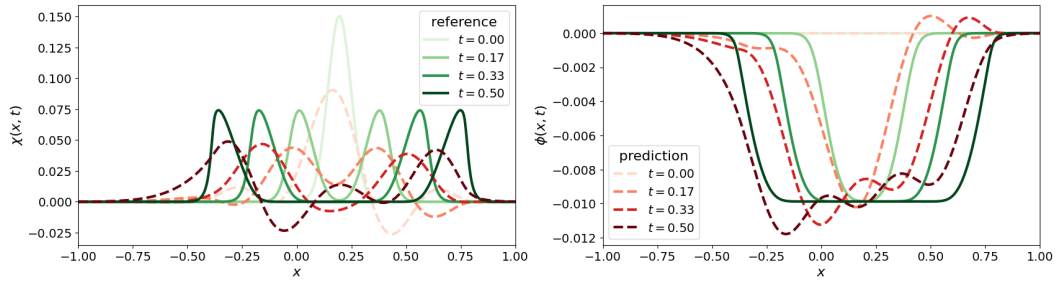 reference
t = 0.00
t = 0.17
t = 0.33
t = 0.50
χ(x, t)
0.150
0.125
0.100
0.075
0.050
0.025
0.000
−0.025
−1.00 −0.75 −0.50 −0.25 0.00 0.25 0.50 0.75 1.00
x
ϕ(x, t)
0.000
−0.002
−0.004
−0.006
−0.008
−0.010
−0.012
prediction
t = 0.00
t = 0.17
t = 0.33
t = 0.50
−1.00 −0.75 −0.50 −0.25 0.00 0.25 0.50 0.75 1.00
x